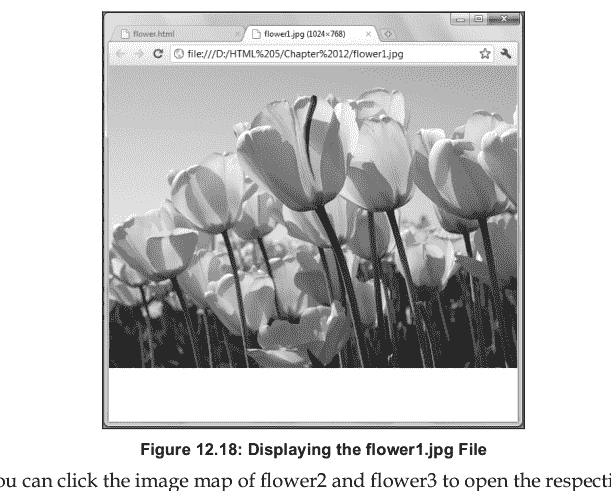 flower.html
flower1.jpg (1024×768)
file:///D:/HTML%205/Chapter%2012/flower1.jpg
Figure 12.18: Displaying the flower1.jpg File
ou can click the image map of flower2 and flower3 to open the respecti